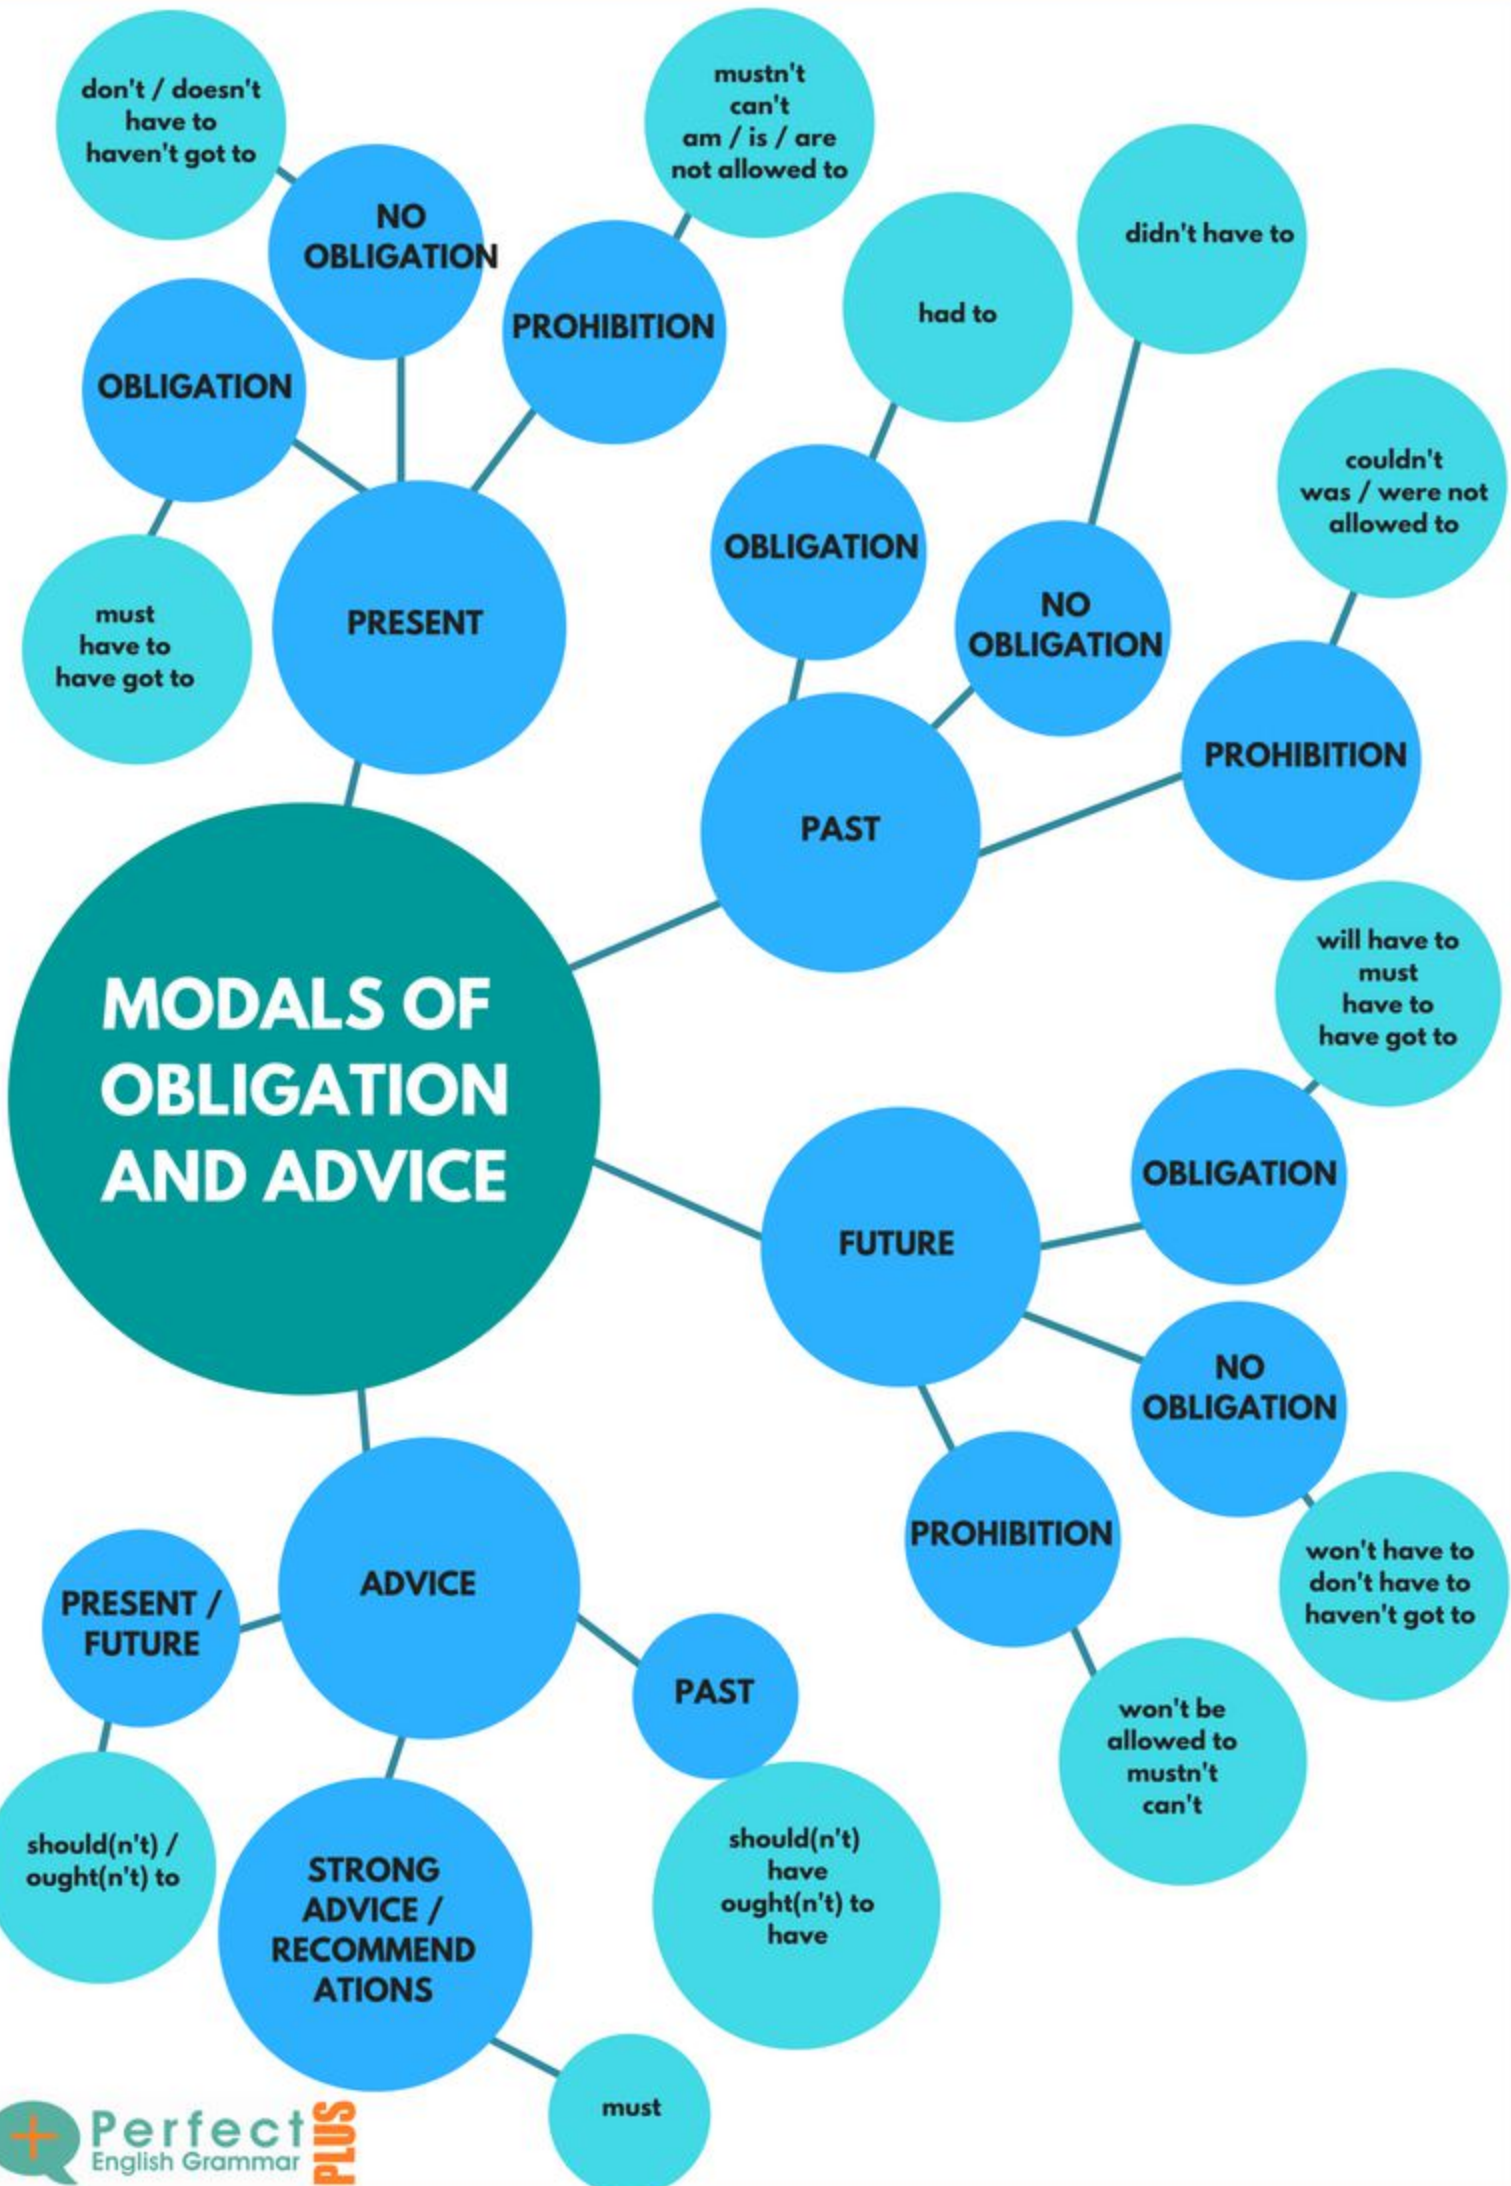 don't / doesn't
have to
haven't got to
NO
OBLIGATION
mustn't
can't
am / is / are
not allowed to
PROHIBITION
OBLIGATION
must
have to
have got to
PRESENT
had to
didn't have to
OBLIGATION
NO
OBLIGATION
couldn't
was / were not
allowed to
PROHIBITION
PAST
MODALS OF
OBLIGATION
AND ADVICE
will have to
must
have to
have got to
OBLIGATION
FUTURE
NO
OBLIGATION
won't have to
don't have to
haven't got to
PROHIBITION
won't be
allowed to
mustn't
can't
ADVICE
PRESENT /
FUTURE
should(n't) /
ought(n't) to
PAST
should(n't)
have
ought(n't) to
have
STRONG
ADVICE /
RECOMMEND
ATIONS
must
Perfect
English Grammar
PLUS